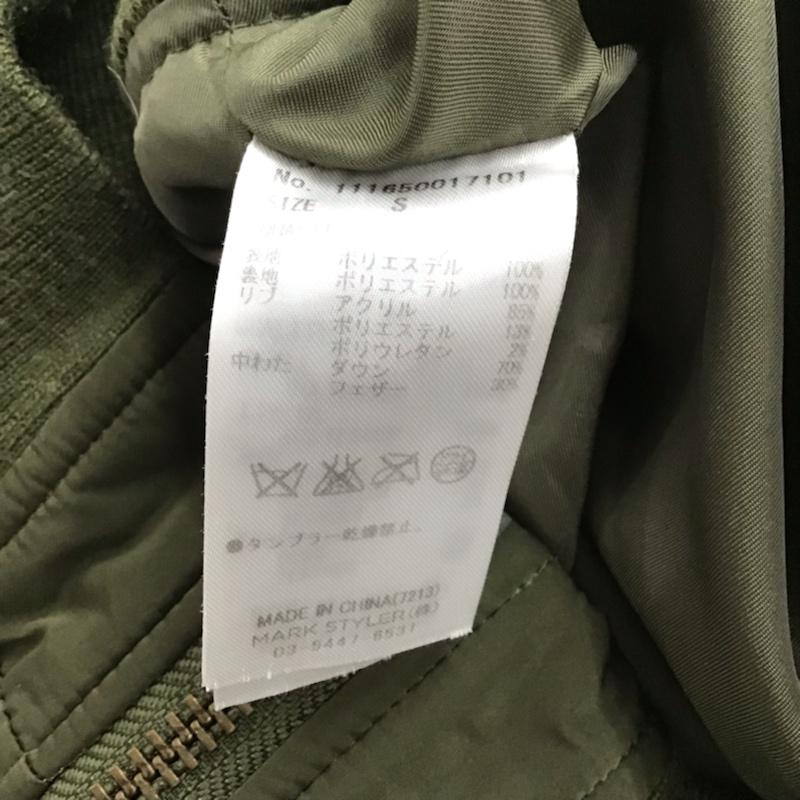 No. 111650017101
SIZE S
表地 ポリエステル 100%
裏地 ポリエステル 100%
リブ アクリル 85%
ポリエステル 13%
ポリウレタン 2%
中わた ダウン 70%
フェザー 30%
●タンブラー乾燥禁止。
MADE IN CHINA(7213)
MARK STYLER(株)
03-5447-6531